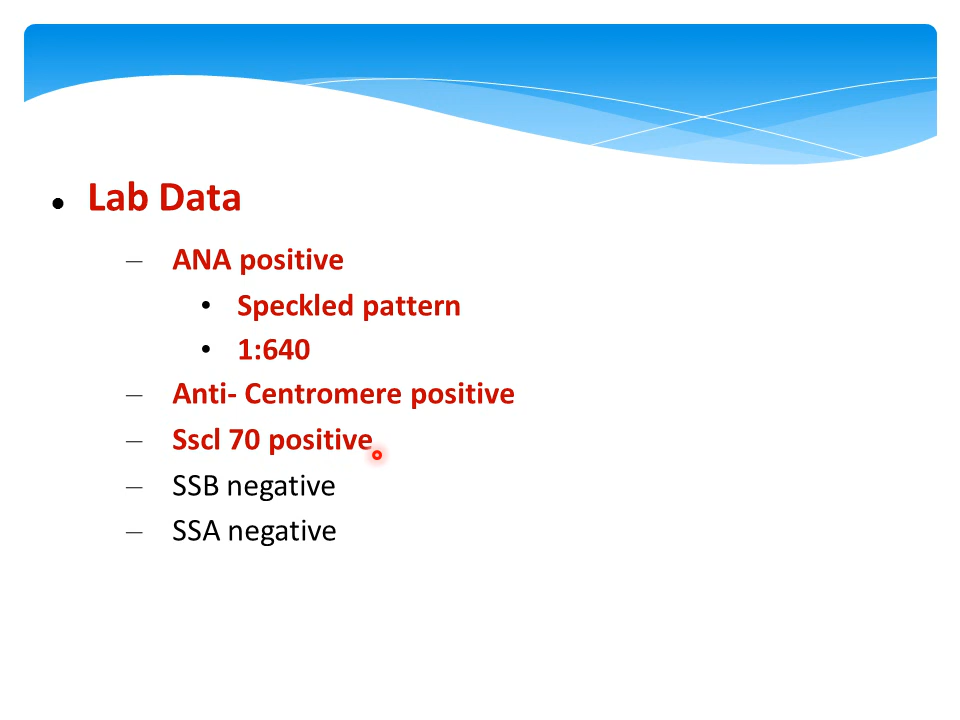 Lab Data
ANA positive
Speckled pattern
1:640
Anti- Centromere positive
Sscl 70 positive
SSB negative
SSA negative